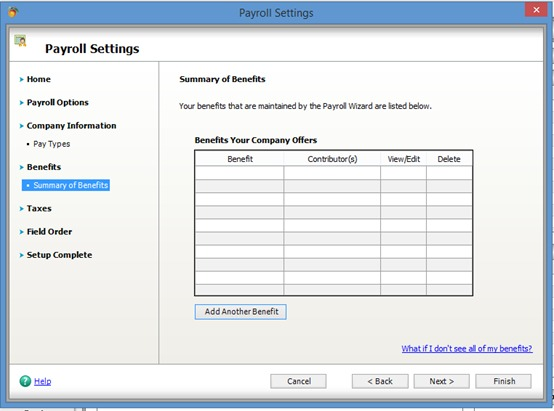 Payroll Settings
Payroll Settings
Home
Payroll Options
Company Information
Pay Types
Benefits
Summary of Benefits
Taxes
Field Order
Setup Complete
Summary of Benefits
Your benefits that are maintained by the Payroll Wizard are listed below.
Benefits Your Company Offers
Benefit Contributor(s) View/Edit Delete
Add Another Benefit
What if I don't see all of my benefits?
Help
Cancel < Back Next > Finish